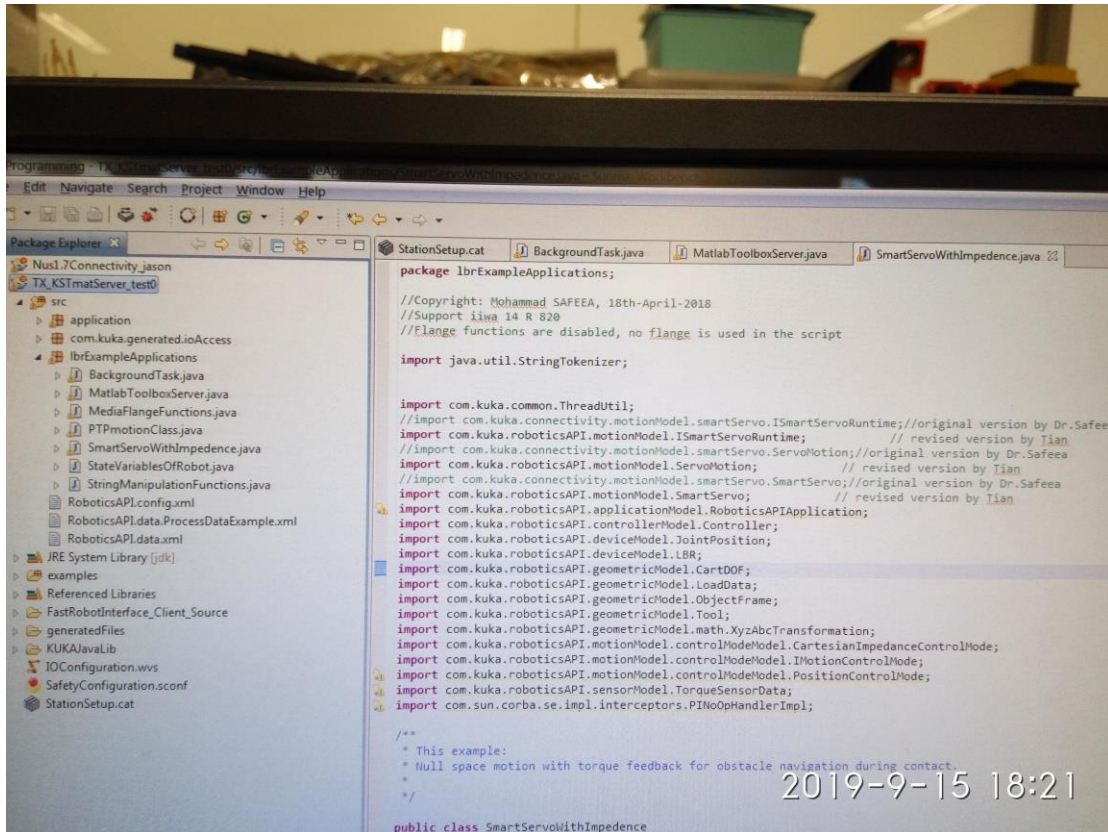 Programming - TX_KSTmatServer_test0/src/lbrExampleApplications/SmartServoWithImpedence.java - Sunrise Workbench
Edit Navigate Search Project Window Help
Package Explorer
Nus1.7Connectivity_jason
TX_KSTmatServer_test0
src
application
com.kuka.generated.ioAccess
lbrExampleApplications
BackgroundTask.java
MatlabToolboxServer.java
MediaFlangeFunctions.java
PTPmotionClass.java
SmartServoWithImpedence.java
StateVariablesOfRobot.java
StringManipulationFunctions.java
RoboticsAPI.config.xml
RoboticsAPI.data.ProcessDataExample.xml
RoboticsAPI.data.xml
JRE System Library [jdk]
examples
Referenced Libraries
FastRobotInterface_Client_Source
generatedFiles
KUKAJavaLib
IOConfiguration.wvs
SafetyConfiguration.sconf
StationSetup.cat
StationSetup.cat BackgroundTask.java MatlabToolboxServer.java SmartServoWithImpedence.java
package lbrExampleApplications;
//Copyright: Mohammad SAFEEA, 18th-April-2018
//Support iiwa 14 R 820
//Flange functions are disabled, no flange is used in the script
import java.util.StringTokenizer;
import com.kuka.common.ThreadUtil;
//import com.kuka.connectivity.motionModel.smartServo.ISmartServoRuntime;//original version by Dr.Safee
import com.kuka.roboticsAPI.motionModel.ISmartServoRuntime; // revised version by Tian
//import com.kuka.connectivity.motionModel.smartServo.ServoMotion;//original version by Dr.Safeea
import com.kuka.roboticsAPI.motionModel.ServoMotion; // revised version by Tian
//import com.kuka.connectivity.motionModel.smartServo.SmartServo;//original version by Dr.Safeea
import com.kuka.roboticsAPI.motionModel.SmartServo; // revised version by Tian
import com.kuka.roboticsAPI.applicationModel.RoboticsAPIApplication;
import com.kuka.roboticsAPI.controllerModel.Controller;
import com.kuka.roboticsAPI.deviceModel.JointPosition;
import com.kuka.roboticsAPI.deviceModel.LBR;
import com.kuka.roboticsAPI.geometricModel.CartDOF;
import com.kuka.roboticsAPI.geometricModel.LoadData;
import com.kuka.roboticsAPI.geometricModel.ObjectFrame;
import com.kuka.roboticsAPI.geometricModel.Tool;
import com.kuka.roboticsAPI.geometricModel.math.XyzAbcTransformation;
import com.kuka.roboticsAPI.motionModel.controlModeModel.CartesianImpedanceControlMode;
import com.kuka.roboticsAPI.motionModel.controlModeModel.IMotionControlMode;
import com.kuka.roboticsAPI.motionModel.controlModeModel.PositionControlMode;
import com.kuka.roboticsAPI.sensorModel.TorqueSensorData;
import com.sun.corba.se.impl.interceptors.PINoOpHandlerImpl;
/**
* This example:
* Null space motion with torque feedback for obstacle navigation during contact.
*
*/
public class SmartServoWithImpedence
2019-9-15 18:21